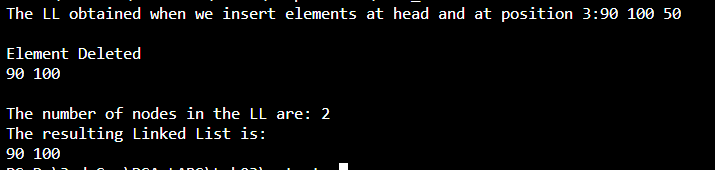 The LL obtained when we insert elements at head and at position 3:90 100 50
Element Deleted
90 100
The number of nodes in the LL are: 2
The resulting Linked List is:
90 100